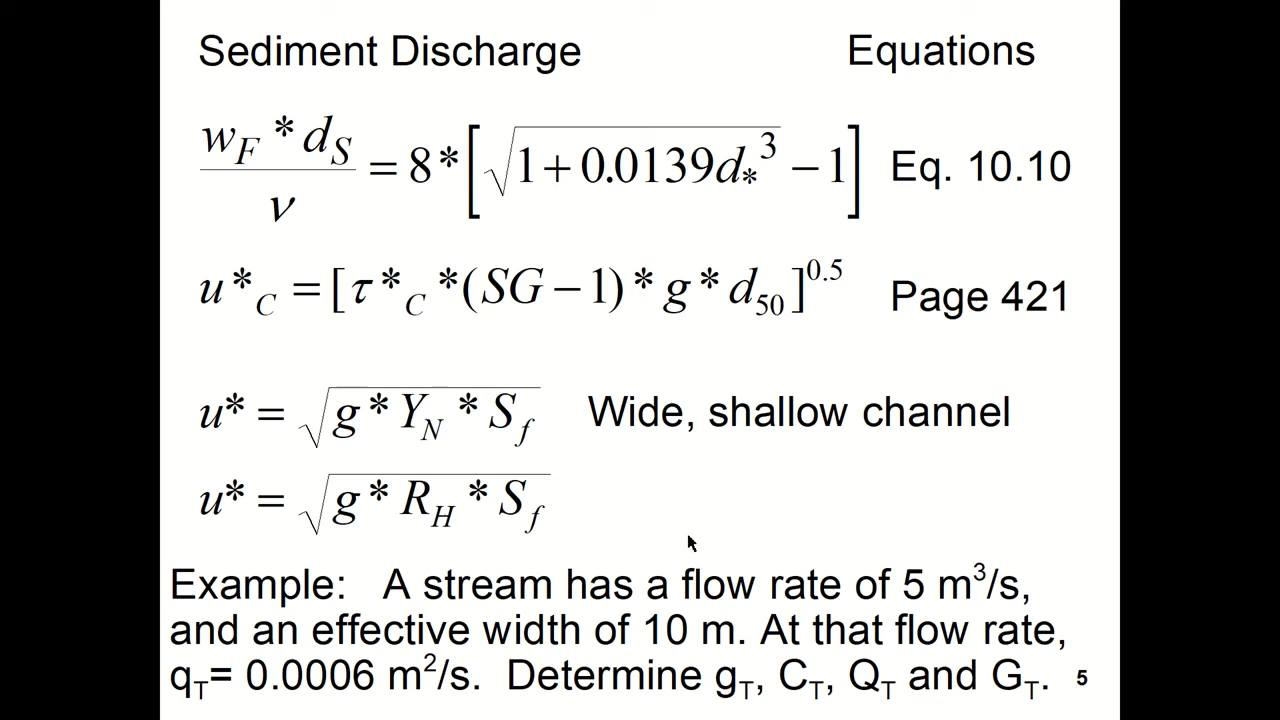 Sediment Discharge Equations
w_F * d_S / ν = 8 * [√(1 + 0.0139d_*^3) − 1] Eq. 10.10
u*_C = [τ*_C * (SG − 1) * g * d_50]^0.5 Page 421
u* = √(g * Y_N * S_f) Wide, shallow channel
u* = √(g * R_H * S_f)
Example: A stream has a flow rate of 5 m³/s,
and an effective width of 10 m. At that flow rate,
q_T= 0.0006 m²/s. Determine g_T, C_T, Q_T and G_T. 5